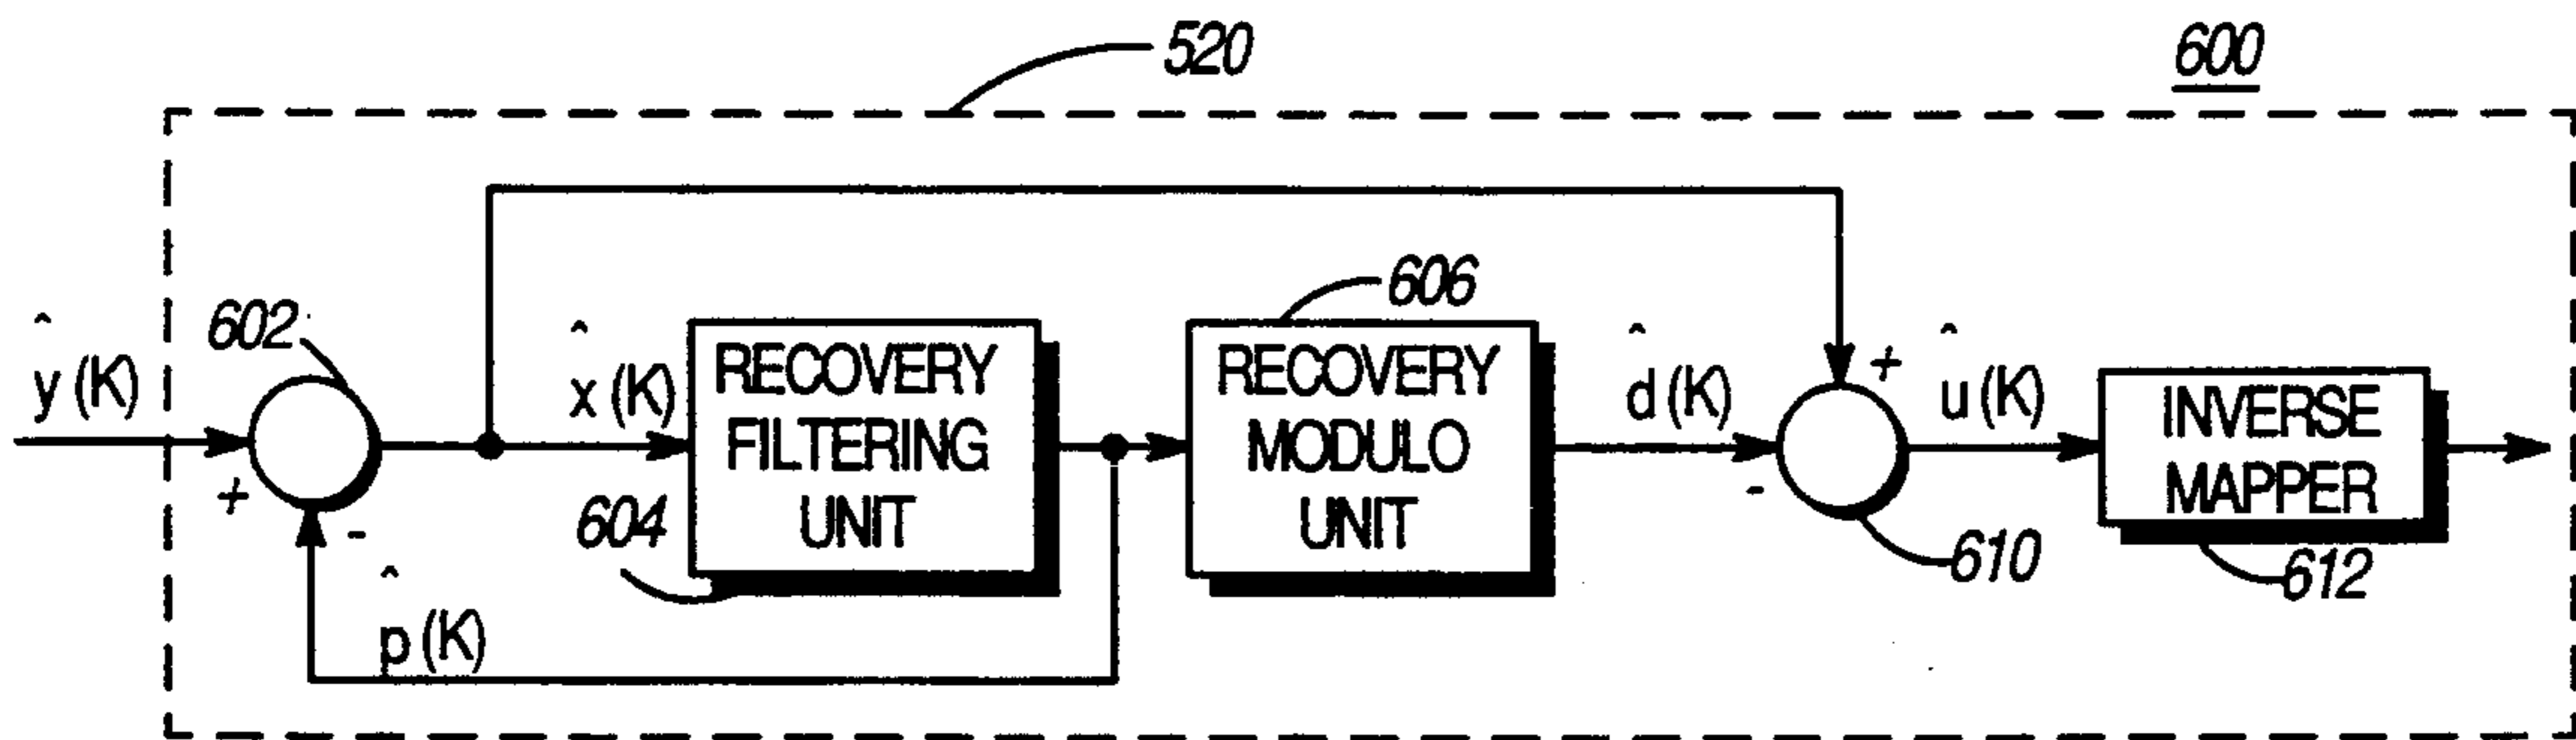 520
600
602
606
ŷ(K)
x̂(K)
RECOVERY
FILTERING
UNIT
RECOVERY
MODULO
UNIT
d̂(K)
+
û(K)
INVERSE
MAPPER
+
-
604
-
610
612
p̂(K)